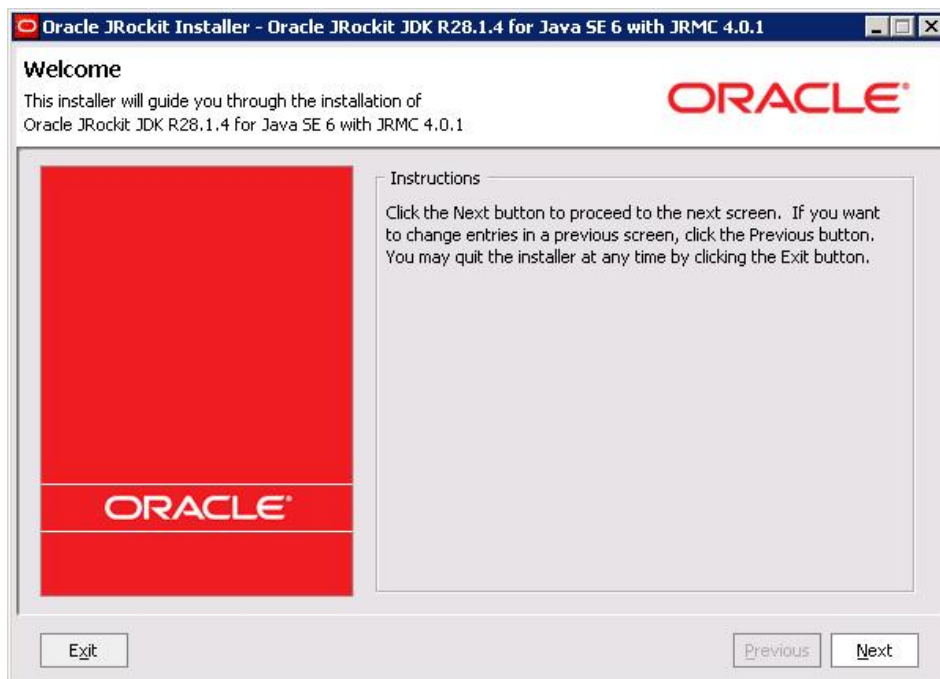 Oracle JRockit Installer - Oracle JRockit JDK R28.1.4 for Java SE 6 with JRMC 4.0.1
Welcome
This installer will guide you through the installation of
Oracle JRockit JDK R28.1.4 for Java SE 6 with JRMC 4.0.1
ORACLE®
Instructions
Click the Next button to proceed to the next screen.  If you want
to change entries in a previous screen, click the Previous button.
You may quit the installer at any time by clicking the Exit button.
ORACLE®
Exit
Previous
Next